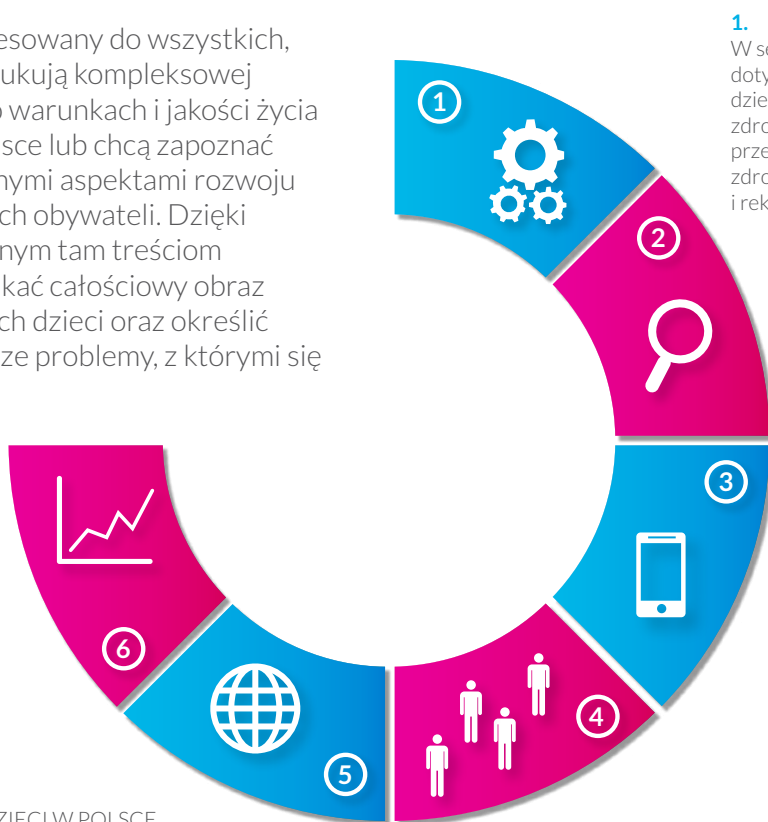 esowany do wszystkich,
ukują kompleksowej
o warunkach i jakości życia
sce lub chcą zapoznać
nymi aspektami rozwoju
ch obywateli. Dzięki
nym tam treściom
kać całościowy obraz
ch dzieci oraz określić
ze problemy, z którymi się
1.
W se
doty
dzie
zdro
prze
zdro
i rek
1
2
3
4
5
6
ZIECI W POLSCE